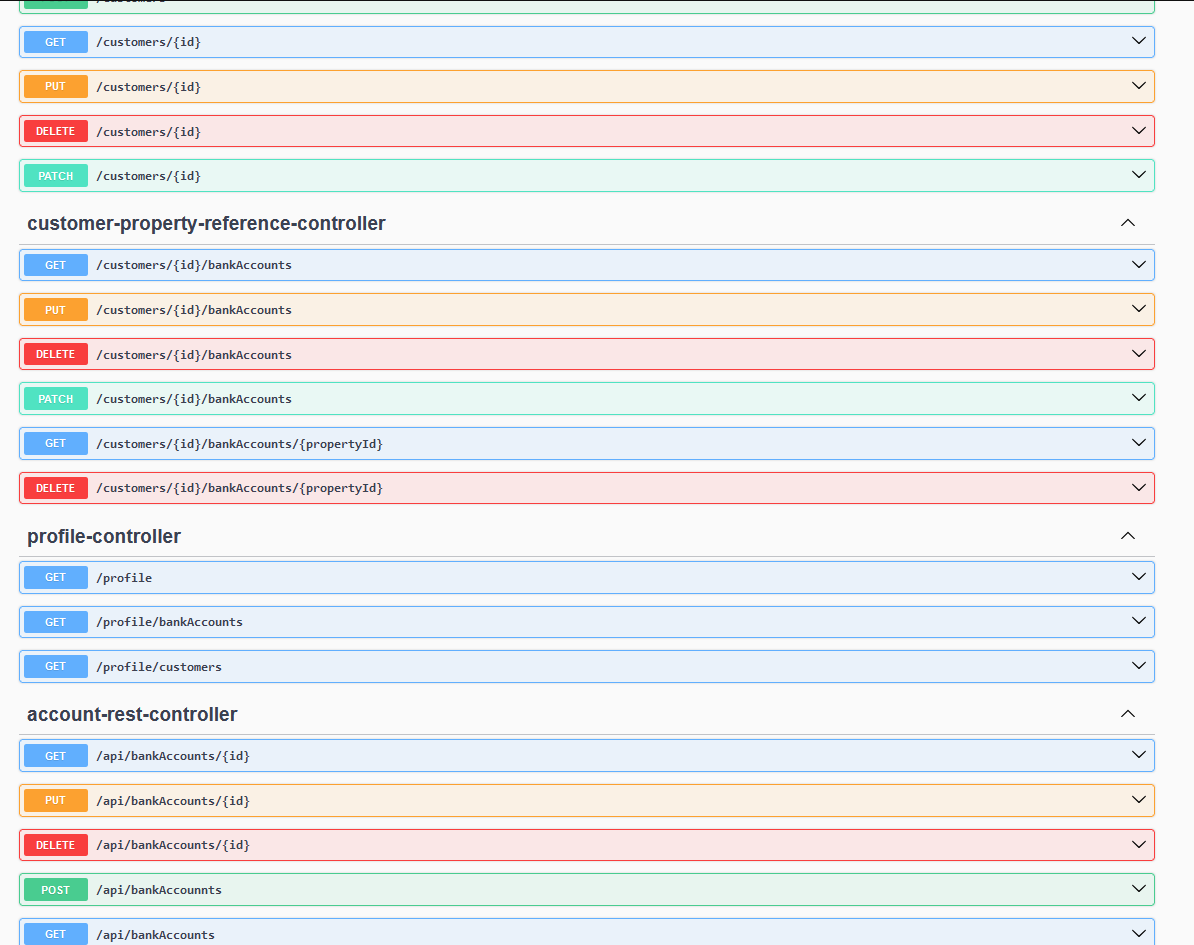 GET /customers/{id}
PUT /customers/{id}
DELETE /customers/{id}
PATCH /customers/{id}
customer-property-reference-controller
GET /customers/{id}/bankAccounts
PUT /customers/{id}/bankAccounts
DELETE /customers/{id}/bankAccounts
PATCH /customers/{id}/bankAccounts
GET /customers/{id}/bankAccounts/{propertyId}
DELETE /customers/{id}/bankAccounts/{propertyId}
profile-controller
GET /profile
GET /profile/bankAccounts
GET /profile/customers
account-rest-controller
GET /api/bankAccounts/{id}
PUT /api/bankAccounts/{id}
DELETE /api/bankAccounts/{id}
POST /api/bankAccounnts
GET /api/bankAccounts